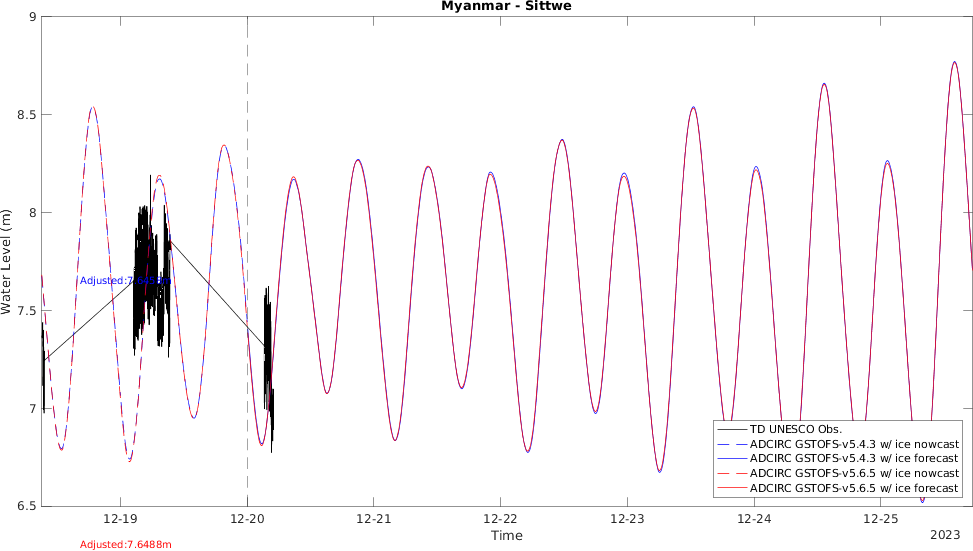 Myanmar - Sittwe
9
8.5
8
7.5
7
6.5
Water Level (m)
Adjusted:
12-19
12-20
12-21
12-22
12-23
12-24
12-25
Time
2023
TD UNESCO Obs.
ADCIRC GSTOFS-v5.4.3 w/ ice nowcast
ADCIRC GSTOFS-v5.4.3 w/ ice forecast
ADCIRC GSTOFS-v5.6.5 w/ ice nowcast
ADCIRC GSTOFS-v5.6.5 w/ ice forecast
Adjusted:7.6488m